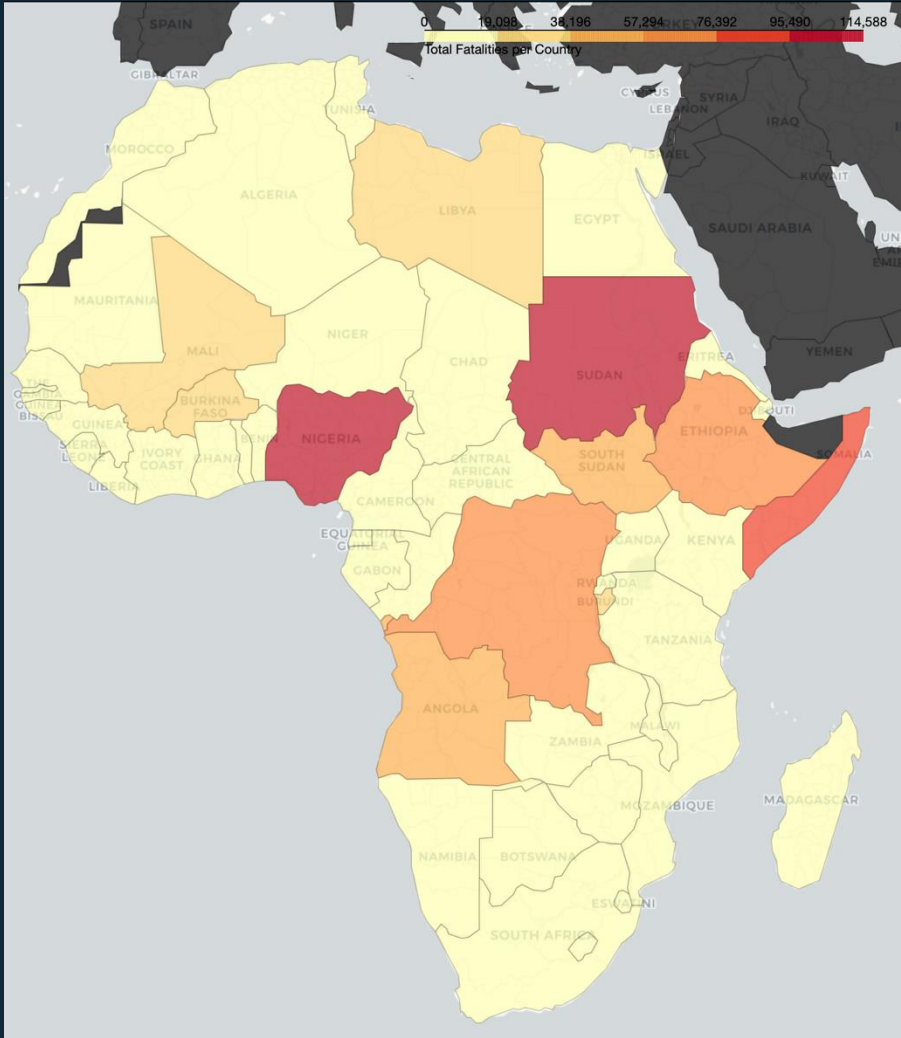 SPAIN
0 19,098 38,196 57,294 76,392 95,490 114,588
Total Fatalities per Country
GIBRALTAR
CYPRUS
SYRIA
LEBANON
IRAQ
TUNISIA
MOROCCO
ISRAEL
KUWAIT
ALGERIA
LIBYA
EGYPT
SAUDI ARABIA
MAURITANIA
NIGER
MALI
CHAD
SUDAN
ERITREA
YEMEN
THE
GAMBIA
GUINEA
BISSAU
BURKINA
FASO
DJIBOUTI
GUINEA
BENIN
NIGERIA
ETHIOPIA
SIERRA
LEONE
IVORY
COAST
GHANA
CENTRAL
AFRICAN
REPUBLIC
SOUTH
SUDAN
SOMALIA
LIBERIA
CAMEROON
EQUATORIAL
GUINEA
UGANDA
KENYA
GABON
RWANDA
BURUNDI
TANZANIA
ANGOLA
MALAWI
ZAMBIA
MOZAMBIQUE
MADAGASCAR
NAMIBIA
BOTSWANA
ESWATINI
SOUTH AFRICA